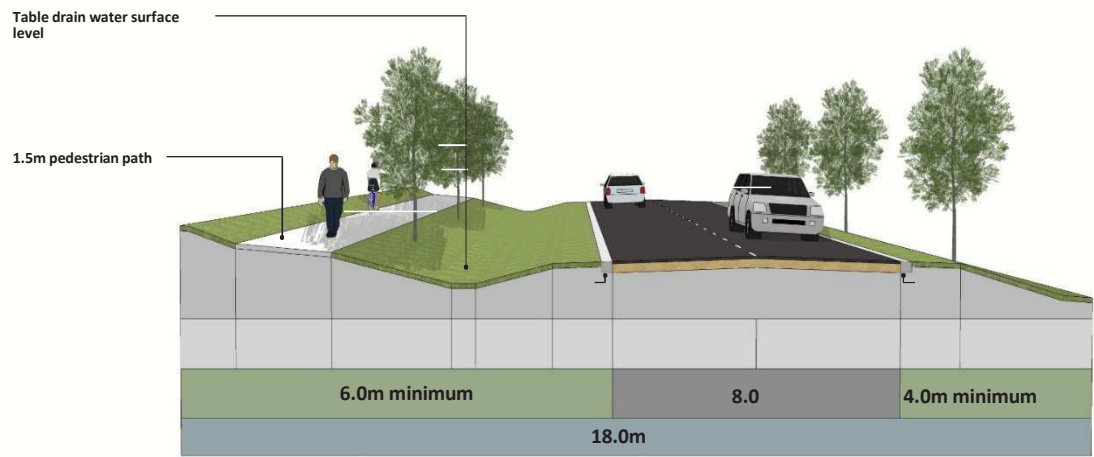 Table drain water surface
level
1.5m pedestrian path
6.0m minimum
8.0
4.0m minimum
18.0m